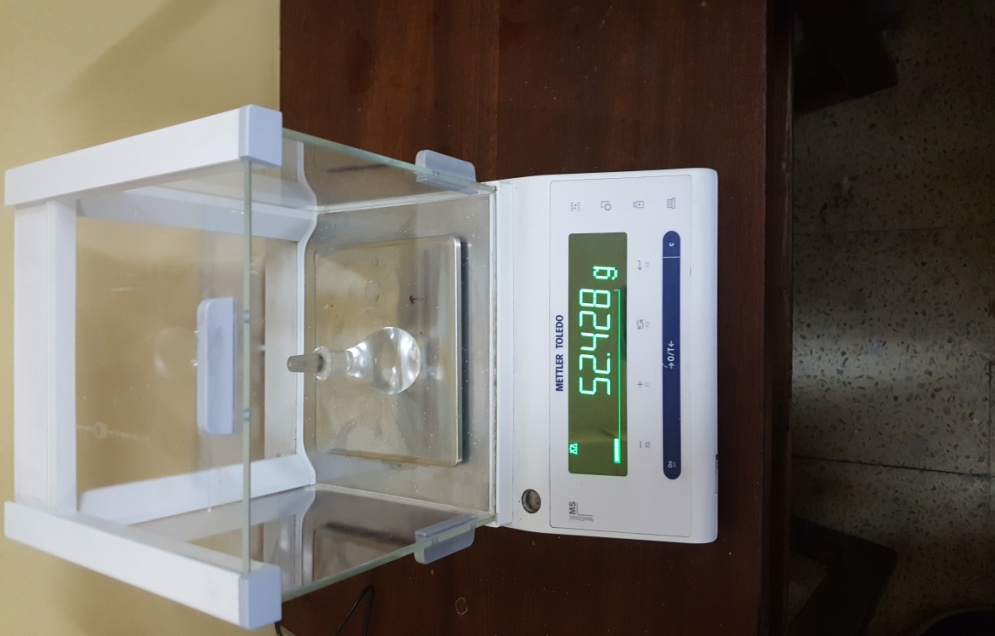 METTLER TOLEDO
52.428 g
MS
→0/T←